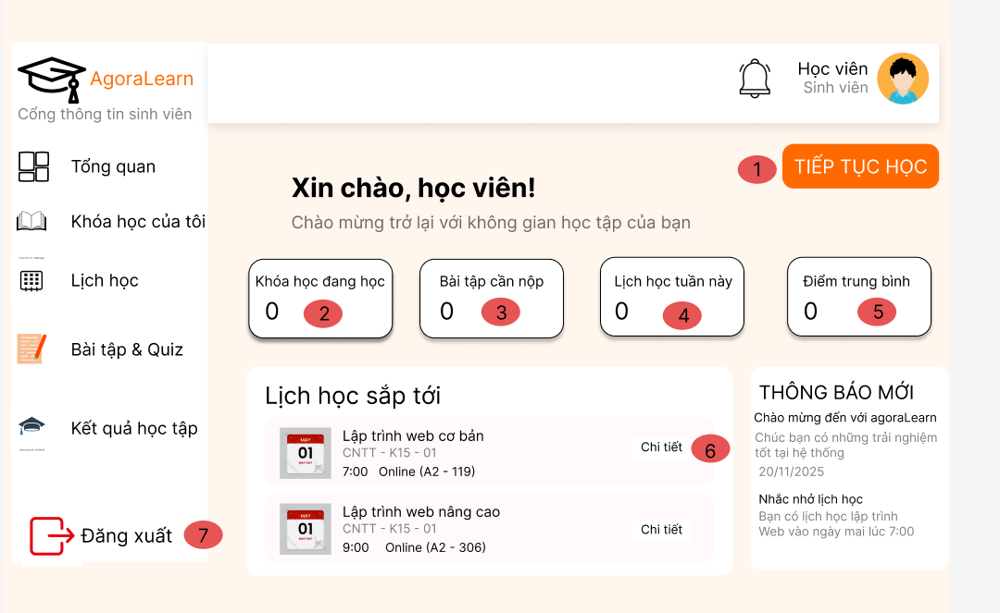 AgoraLearn
Cổng thông tin sinh viên
Học viên
Sinh viên
Tổng quan
Khóa học của tôi
Lịch học
Bài tập & Quiz
Kết quả học tập
Đăng xuất
7
1
TIẾP TỤC HỌC
Xin chào, học viên!
Chào mừng trở lại với không gian học tập của bạn
Khóa học đang học
0
2
Bài tập cần nộp
0
3
Lịch học tuần này
0
4
Điểm trung bình
0
5
Lịch học sắp tới
MAY
01
MAY DAY
Lập trình web cơ bản
CNTT - K15 - 01
7:00 Online (A2 - 119)
Chi tiết
6
MAY
01
MAY DAY
Lập trình web nâng cao
CNTT - K15 - 01
9:00 Online (A2 - 306)
Chi tiết
THÔNG BÁO MỚI
Chào mừng đến với agoraLearn
Chúc bạn có những trải nghiệm
tốt tại hệ thống
20/11/2025
Nhắc nhở lịch học
Bạn có lịch học lập trình
Web vào ngày mai lúc 7:00